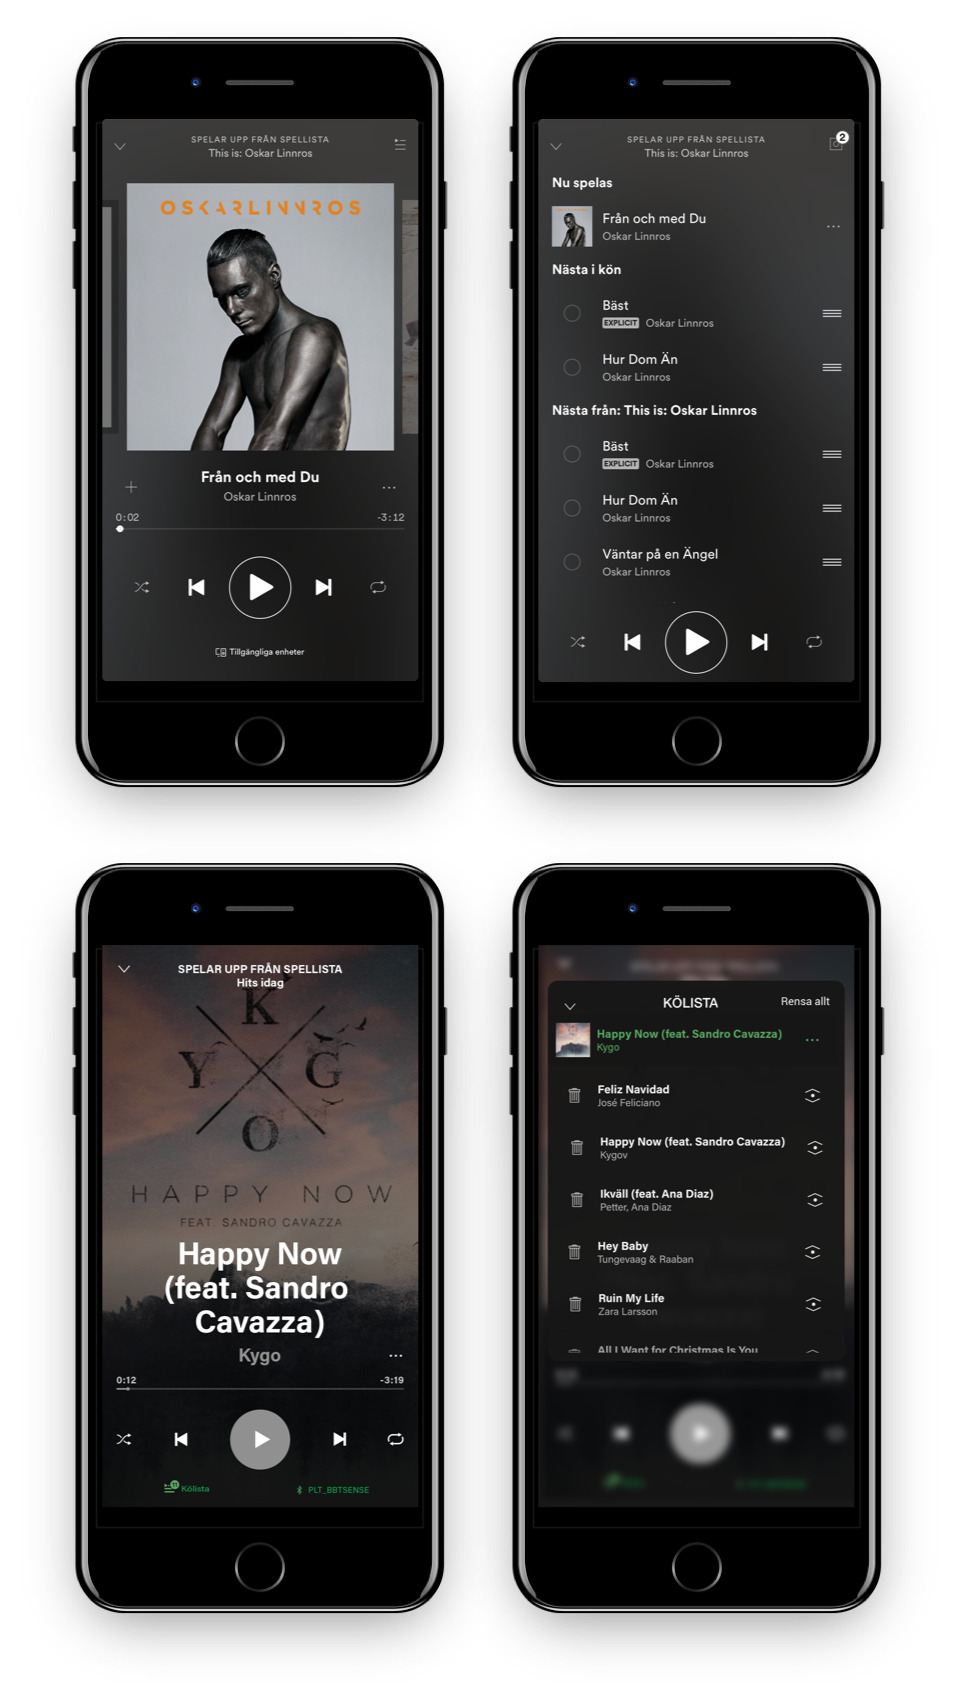 SPELAR UPP FRÅN SPELLISTA
This is: Oskar Linnros
OSKARLINNROS
Från och med Du
Oskar Linnros
0:02
-3:12
Tillgängliga enheter
SPELAR UPP FRÅN SPELLISTA
This is: Oskar Linnros
2
Nu spelas
Från och med Du
Oskar Linnros
Nästa i kön
Bäst
EXPLICIT Oskar Linnros
Hur Dom Än
Oskar Linnros
Nästa från: This is: Oskar Linnros
Bäst
EXPLICIT Oskar Linnros
Hur Dom Än
Oskar Linnros
Väntar på en Ängel
Oskar Linnros
SPELAR UPP FRÅN SPELLISTA
Hits idag
K
Y G
O
HAPPY NOW
FEAT. SANDRO CAVAZZA
Happy Now
(feat. Sandro
Cavazza)
Kygo
0:12
-3:19
11
Kölista
PLT_BBTSENSE
KÖLISTA
Rensa allt
Happy Now (feat. Sandro Cavazza)
Kygo
Feliz Navidad
José Feliciano
Happy Now (feat. Sandro Cavazza)
Kygov
Ikväll (feat. Ana Diaz)
Petter, Ana Diaz
Hey Baby
Tungevaag & Raaban
Ruin My Life
Zara Larsson
All I Want for Christmas Is You